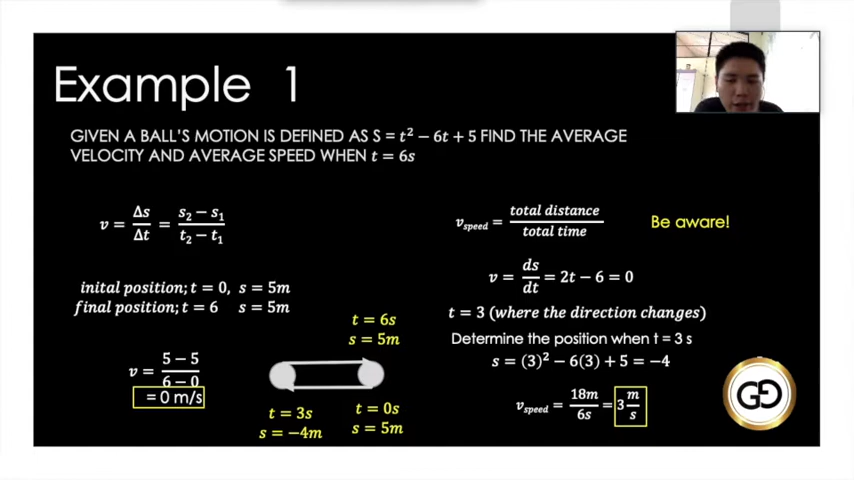 Example 1
GIVEN A BALL'S MOTION IS DEFINED AS S = t² − 6t + 5 FIND THE AVERAGE
VELOCITY AND AVERAGE SPEED WHEN t = 6s
v = Δs/Δt = (s₂ − s₁)/(t₂ − t₁)
inital position; t = 0, s = 5m
final position; t = 6 s = 5m
v = (5 − 5)/(6 − 0)
= 0 m/s
t = 6s
s = 5m
t = 3s
s = −4m
t = 0s
s = 5m
v_speed = total distance/total time
Be aware!
v = ds/dt = 2t − 6 = 0
t = 3 (where the direction changes)
Determine the position when t = 3 s
s = (3)² − 6(3) + 5 = −4
v_speed = 18m/6s = 3 m/s
GG